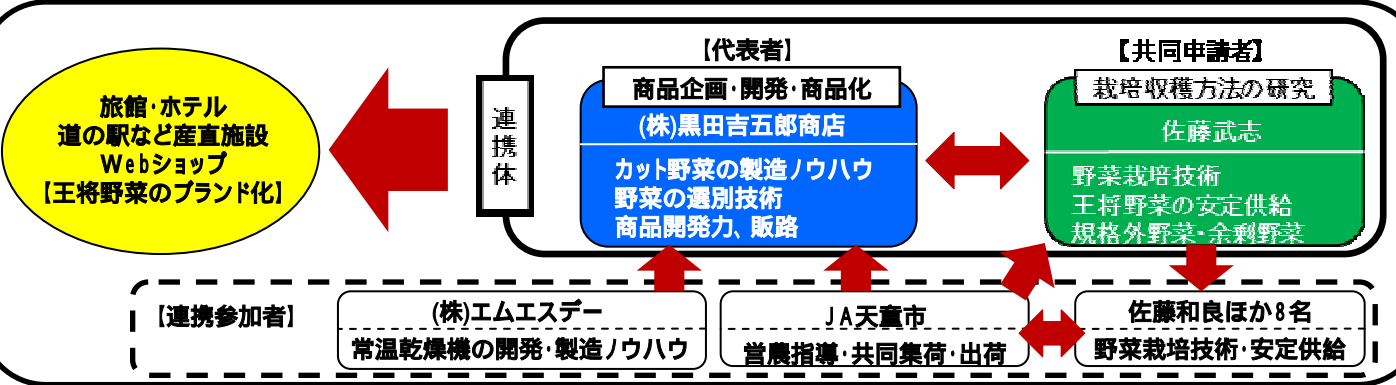 【代表者】
【共同申請者】
商品企画･開発･商品化
栽培収穫方法の研究
旅館･ホテル
道の駅など産直施設
Webショップ
【王将野菜のブランド化】
連携体
(株)黒田吉五郎商店
カット野菜の製造ノウハウ
野菜の選別技術
商品開発力、販路
佐藤武志
野菜栽培技術
王将野菜の安定供給
規格外野菜･余剰野菜
【連携参加者】
(株)エムエスデー
常温乾燥機の開発･製造ノウハウ
JA天童市
営農指導･共同集荷･出荷
佐藤和良ほか8名
野菜栽培技術･安定供給